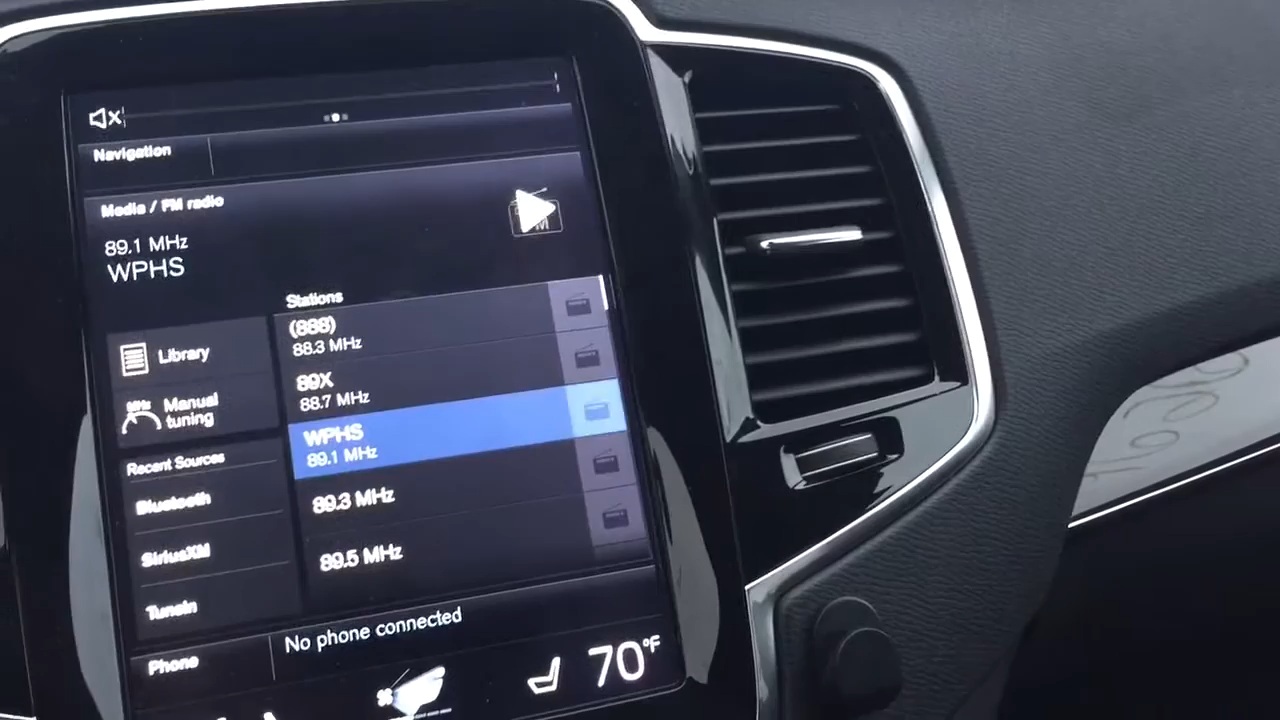 Navigation
Media / FM radio
89.1 MHz
WPHS
Stations
(888)
88.3 MHz
89X
88.7 MHz
WPHS
89.1 MHz
89.3 MHz
89.5 MHz
Library
MHz
Manual
tuning
Recent Sources
Bluetooth
SiriusXM
TuneIn
Phone
No phone connected
70°F